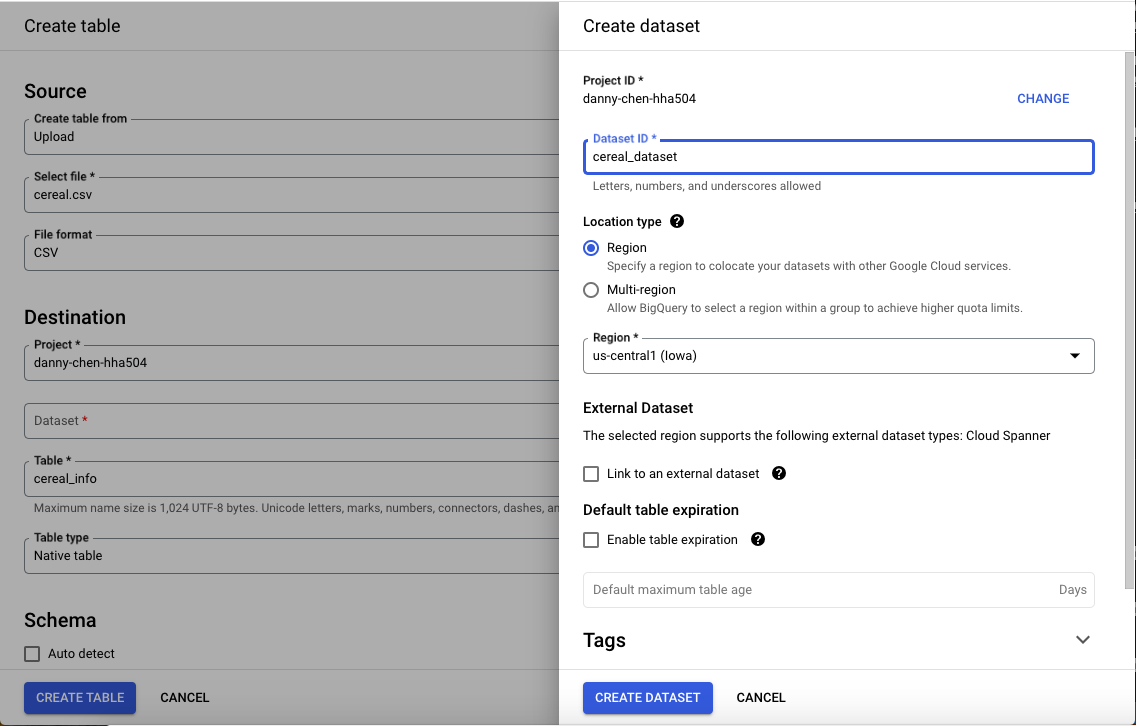 Create table
Source
Create table from
Upload
Select file *
cereal.csv
File format
CSV
Destination
Project *
danny-chen-hha504
Dataset *
Table *
cereal_info
Maximum name size is 1,024 UTF-8 bytes. Unicode letters, marks, numbers, connectors, dashes, an
Table type
Native table
Schema
Auto detect
CREATE TABLE CANCEL
Create dataset
Project ID *
danny-chen-hha504 CHANGE
Dataset ID *
cereal_dataset
Letters, numbers, and underscores allowed
Location type ?
Region
Specify a region to colocate your datasets with other Google Cloud services.
Multi-region
Allow BigQuery to select a region within a group to achieve higher quota limits.
Region *
us-central1 (Iowa)
External Dataset
The selected region supports the following external dataset types: Cloud Spanner
Link to an external dataset ?
Default table expiration
Enable table expiration ?
Default maximum table age Days
Tags
CREATE DATASET CANCEL